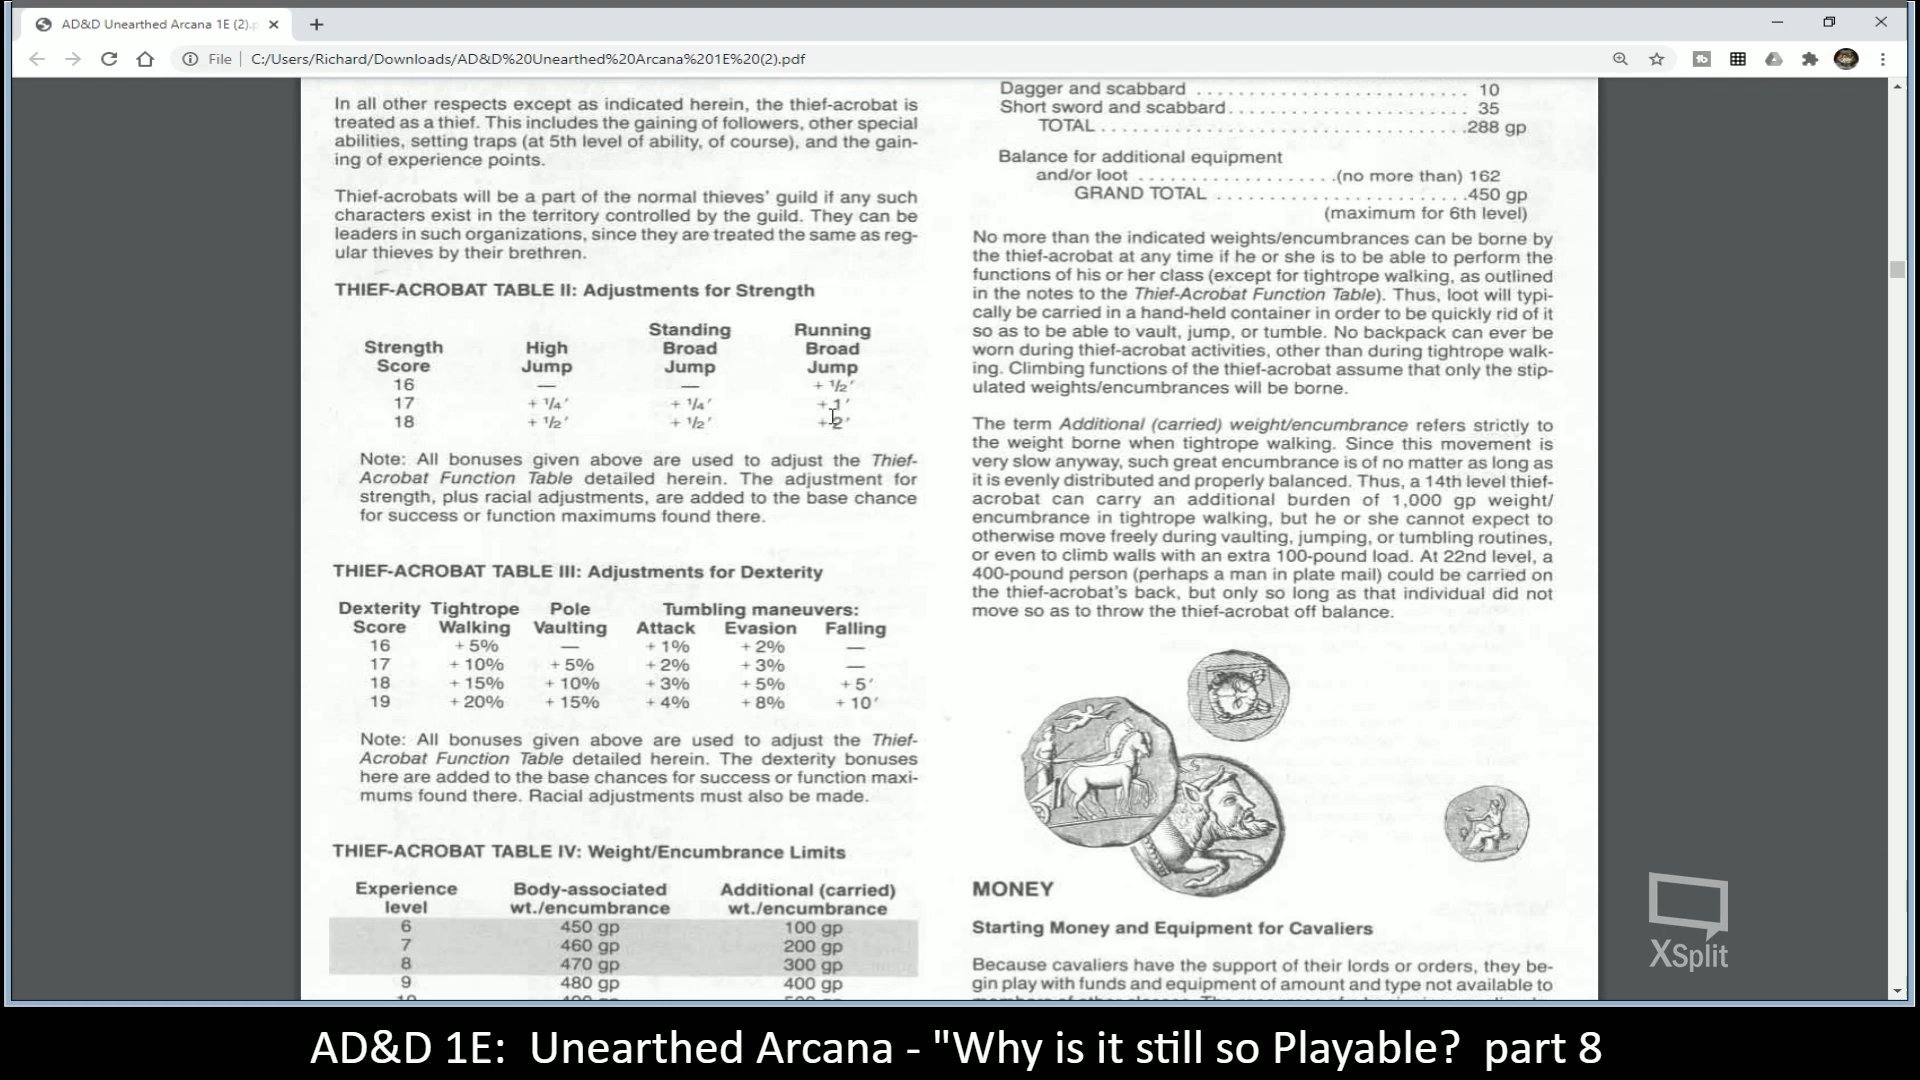 AD&D Unearthed Arcana 1E (2).p
File
C:/Users/Richard/Downloads/AD&D%20Unearthed%20Arcana%201E%20(2).pdf
In all other respects except as indicated herein, the thief-acrobat is
treated as a thief. This includes the gaining of followers, other special
abilities, setting traps (at 5th level of ability, of course), and the gain-
ing of experience points.
Thief-acrobats will be a part of the normal thieves' guild if any such
characters exist in the territory controlled by the guild. They can be
leaders in such organizations, since they are treated the same as reg-
ular thieves by their brethren.
THIEF-ACROBAT TABLE II: Adjustments for Strength
Standing Running
Strength High Broad Broad
Score Jump Jump Jump
16 — — + 1/2′
17 + 1/4′ + 1/4′ + 1′
18 + 1/2′ + 1/2′ + 2′
Note: All bonuses given above are used to adjust the Thief-
Acrobat Function Table detailed herein. The adjustment for
strength, plus racial adjustments, are added to the base chance
for success or function maximums found there.
THIEF-ACROBAT TABLE III: Adjustments for Dexterity
Dexterity Tightrope Pole Tumbling maneuvers:
Score Walking Vaulting Attack Evasion Falling
16 + 5% — + 1% + 2% —
17 + 10% + 5% + 2% + 3% —
18 + 15% + 10% + 3% + 5% + 5′
19 + 20% + 15% + 4% + 8% + 10′
Note: All bonuses given above are used to adjust the Thief-
Acrobat Function Table detailed herein. The dexterity bonuses
here are added to the base chances for success or function maxi-
mums found there. Racial adjustments must also be made.
THIEF-ACROBAT TABLE IV: Weight/Encumbrance Limits
Experience Body-associated Additional (carried)
level wt./encumbrance wt./encumbrance
6 450 gp 100 gp
7 460 gp 200 gp
8 470 gp 300 gp
9 480 gp 400 gp
Dagger and scabbard . . . . . . . . . . . . . . . . . . . . . . . . . . . . 10
Short sword and scabbard . . . . . . . . . . . . . . . . . . . . . . . . . 35
TOTAL . . . . . . . . . . . . . . . . . . . . . . . . . . . . . . . . . . . . . 288 gp
Balance for additional equipment
and/or loot . . . . . . . . . . . . . . . . . . . .(no more than) 162
GRAND TOTAL . . . . . . . . . . . . . . . . . . . . . . . . . 450 gp
(maximum for 6th level)
No more than the indicated weights/encumbrances can be borne by
the thief-acrobat at any time if he or she is to be able to perform the
functions of his or her class (except for tightrope walking, as outlined
in the notes to the Thief-Acrobat Function Table). Thus, loot will typi-
cally be carried in a hand-held container in order to be quickly rid of it
so as to be able to vault, jump, or tumble. No backpack can ever be
worn during thief-acrobat activities, other than during tightrope walk-
ing. Climbing functions of the thief-acrobat assume that only the stip-
ulated weights/encumbrances will be borne.
The term Additional (carried) weight/encumbrance refers strictly to
the weight borne when tightrope walking. Since this movement is
very slow anyway, such great encumbrance is of no matter as long as
it is evenly distributed and properly balanced. Thus, a 14th level thief-
acrobat can carry an additional burden of 1,000 gp weight/
encumbrance in tightrope walking, but he or she cannot expect to
otherwise move freely during vaulting, jumping, or tumbling routines,
or even to climb walls with an extra 100-pound load. At 22nd level, a
400-pound person (perhaps a man in plate mail) could be carried on
the thief-acrobat's back, but only so long as that individual did not
move so as to throw the thief-acrobat off balance.
MONEY
Starting Money and Equipment for Cavaliers
Because cavaliers have the support of their lords or orders, they be-
gin play with funds and equipment of amount and type not available to
XSplit
AD&D 1E: Unearthed Arcana - "Why is it still so Playable? part 8